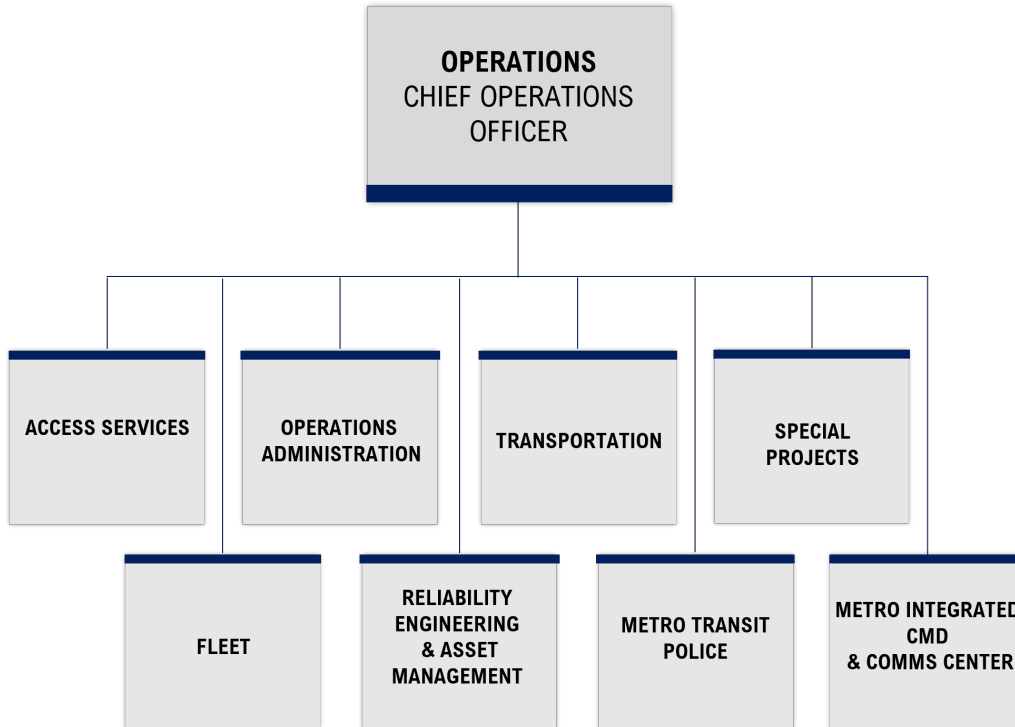 OPERATIONS
CHIEF OPERATIONS
OFFICER
ACCESS SERVICES
OPERATIONS
ADMINISTRATION
TRANSPORTATION
SPECIAL
PROJECTS
FLEET
RELIABILITY
ENGINEERING
& ASSET
MANAGEMENT
METRO TRANSIT
POLICE
METRO INTEGRATED
CMD
& COMMS CENTER